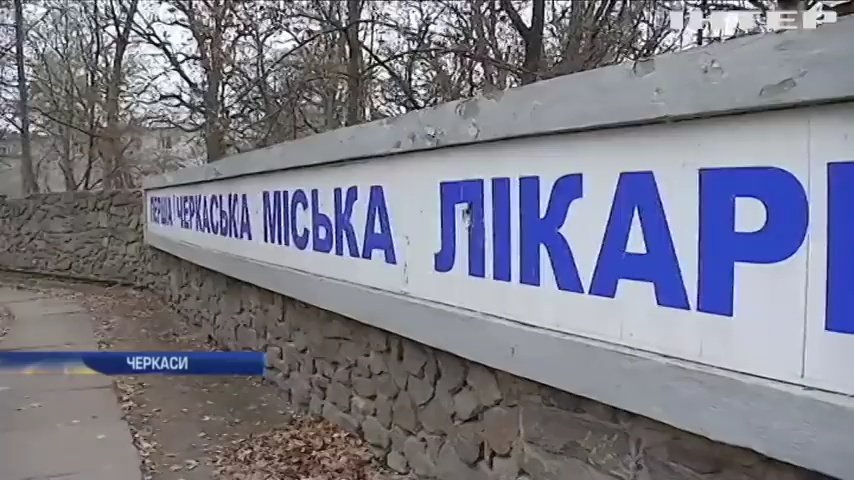 ІНТЕР
ПЕРША ЧЕРКАСЬКА МІСЬКА ЛІКАР
ЧЕРКАСИ